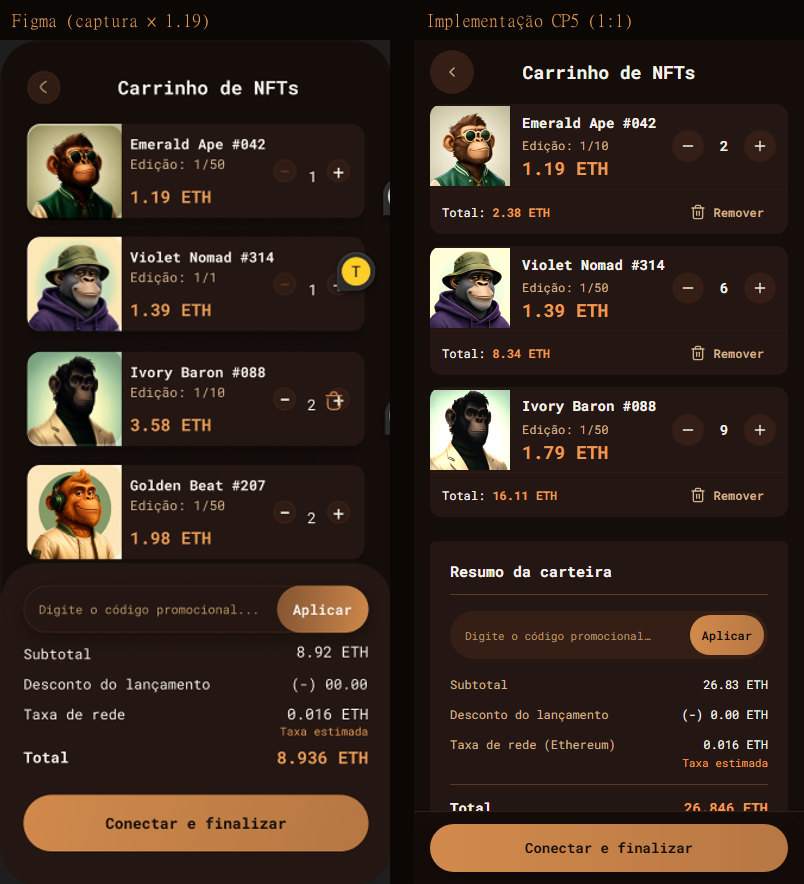 Figma (captura × 1.19)
Carrinho de NFTs
Emerald Ape #042
Edição: 1/50
1.19 ETH
1
Violet Nomad #314
Edição: 1/1
1.39 ETH
1
T
Ivory Baron #088
Edição: 1/10
3.58 ETH
2
Golden Beat #207
Edição: 1/50
1.98 ETH
2
Digite o código promocional...
Aplicar
Subtotal
8.92 ETH
Desconto do lançamento
(-) 00.00
Taxa de rede
0.016 ETH
Taxa estimada
Total
8.936 ETH
Conectar e finalizar
Implementação CP5 (1:1)
Carrinho de NFTs
Emerald Ape #042
Edição: 1/10
1.19 ETH
2
Total: 2.38 ETH
Remover
Violet Nomad #314
Edição: 1/50
1.39 ETH
6
Total: 8.34 ETH
Remover
Ivory Baron #088
Edição: 1/50
1.79 ETH
9
Total: 16.11 ETH
Remover
Resumo da carteira
Digite o código promocional…
Aplicar
Subtotal
26.83 ETH
Desconto do lançamento
(-) 0.00 ETH
Taxa de rede (Ethereum)
0.016 ETH
Taxa estimada
Total
26.846 ETH
Conectar e finalizar